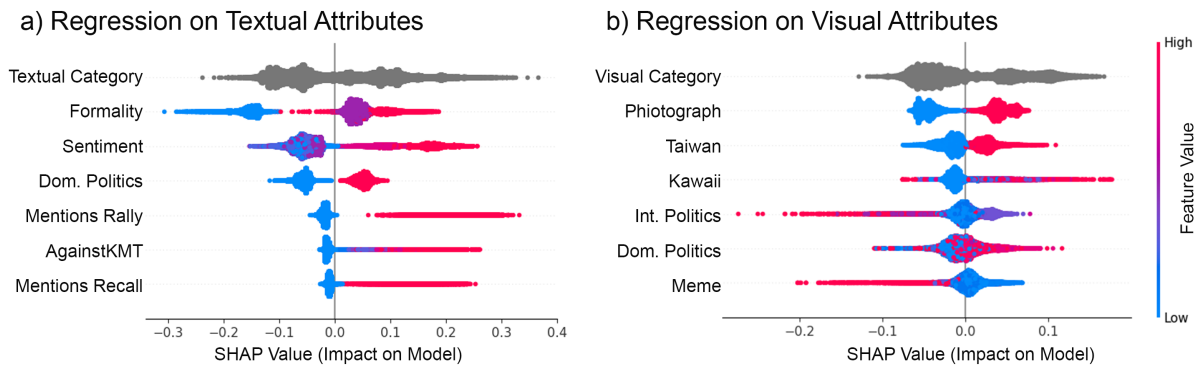 a) Regression on Textual Attributes
Textual Category
Formality
Sentiment
Dom. Politics
Mentions Rally
AgainstKMT
Mentions Recall
−0.3 −0.2 −0.1 0.0 0.1 0.2 0.3 0.4
SHAP Value (Impact on Model)
b) Regression on Visual Attributes
Visual Category
Phiotograph
Taiwan
Kawaii
Int. Politics
Dom. Politics
Meme
−0.2 −0.1 0.0 0.1
SHAP Value (Impact on Model)
High
Feature Value
Low